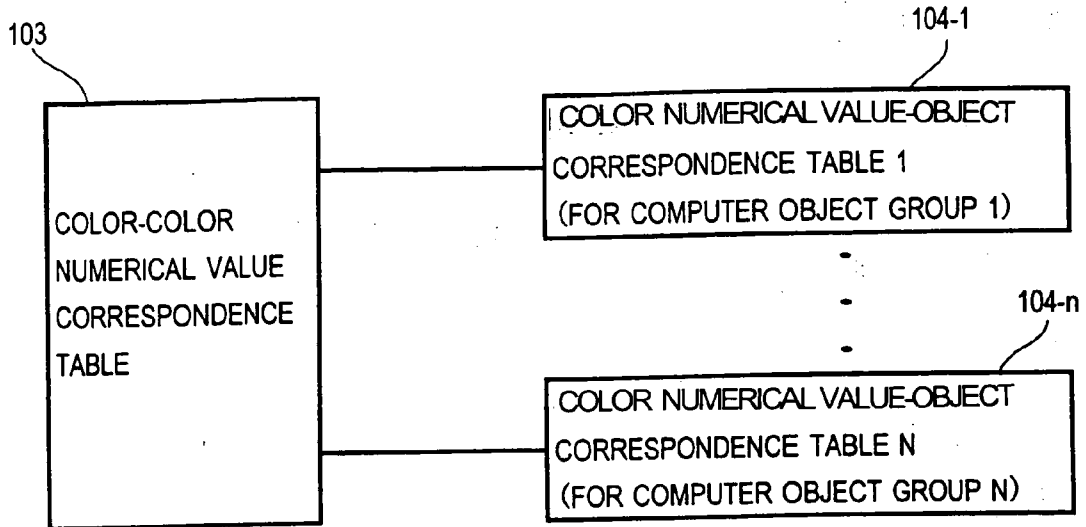 103
COLOR-COLOR
NUMERICAL VALUE
CORRESPONDENCE
TABLE
104-1
COLOR NUMERICAL VALUE-OBJECT
CORRESPONDENCE TABLE 1
(FOR COMPUTER OBJECT GROUP 1)
104-n
COLOR NUMERICAL VALUE-OBJECT
CORRESPONDENCE TABLE N
(FOR COMPUTER OBJECT GROUP N)